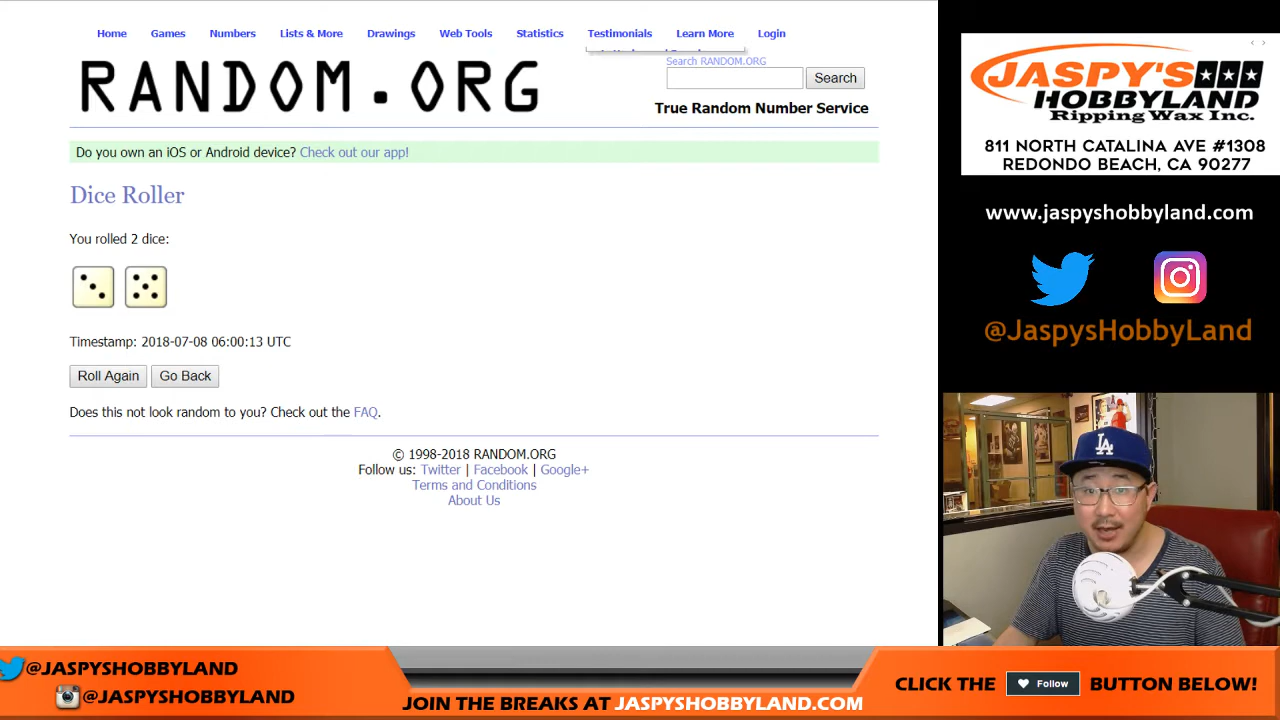 Home Games Numbers Lists & More Drawings Web Tools Statistics Testimonials Learn More Login
RANDOM.ORG
Search RANDOM.ORG
Search
True Random Number Service
Do you own an iOS or Android device? Check out our app!
Dice Roller
You rolled 2 dice:
Timestamp: 2018-07-08 06:00:13 UTC
Roll Again Go Back
Does this not look random to you? Check out the FAQ.
© 1998-2018 RANDOM.ORG
Follow us: Twitter | Facebook | Google+
Terms and Conditions
About Us
JASPY'S
HOBBYLAND
Ripping Wax Inc.
811 NORTH CATALINA AVE #1308
REDONDO BEACH, CA 90277
www.jaspyshobbyland.com
@JaspysHobbyLand
LA
@JASPYSHOBBYLAND
@JASPYSHOBBYLAND
JOIN THE BREAKS AT JASPYSHOBBYLAND.COM
CLICK THE Follow BUTTON BELOW!